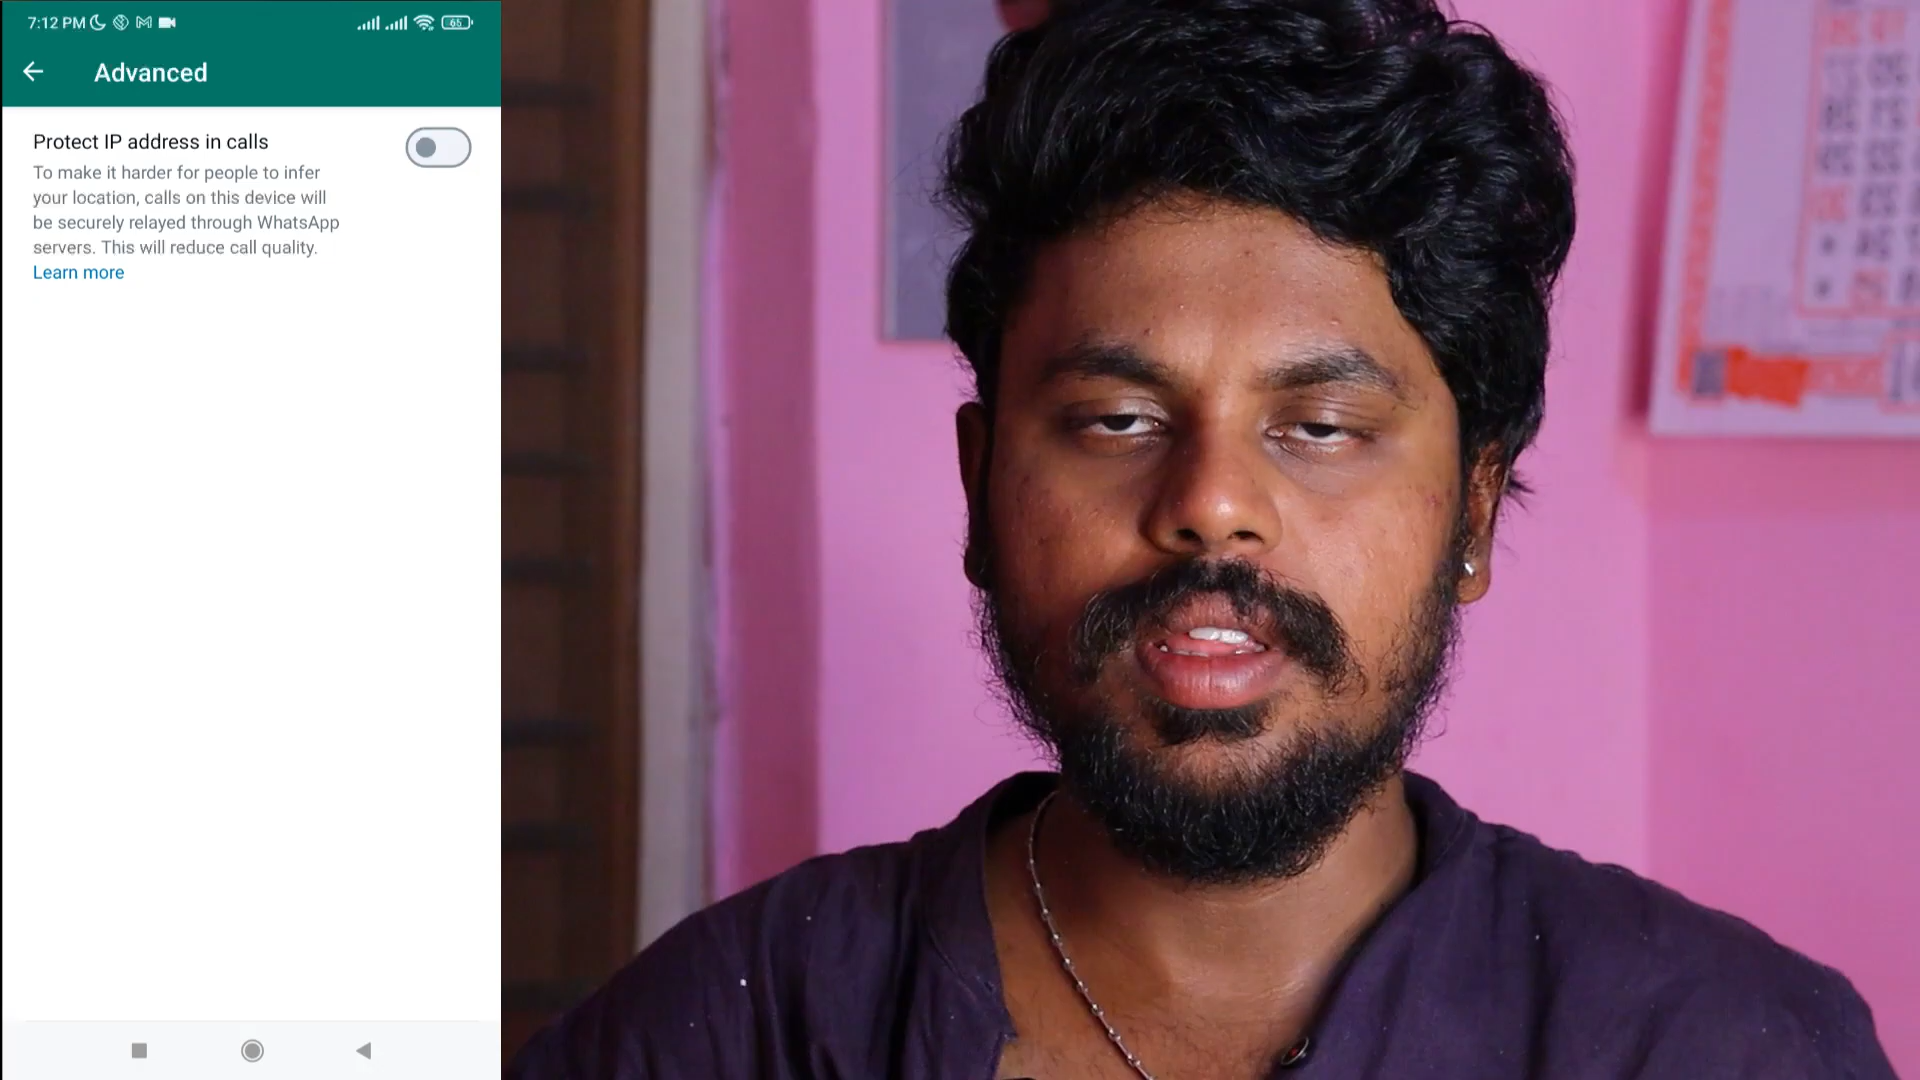 7:12 PM
65
Advanced
Protect IP address in calls
To make it harder for people to infer
your location, calls on this device will
be securely relayed through WhatsApp
servers. This will reduce call quality.
Learn more